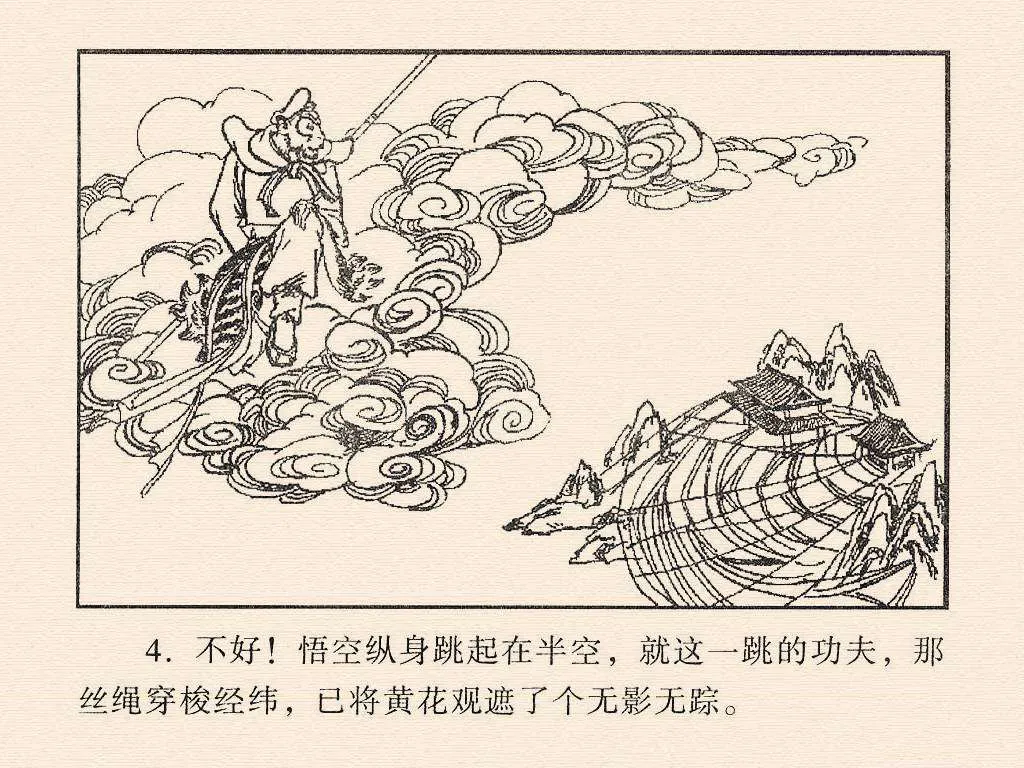 4. 不好！悟空纵身跳起在半空，就这一跳的功夫，那
丝绳穿梭经纬，已将黄花观遮了个无影无踪。